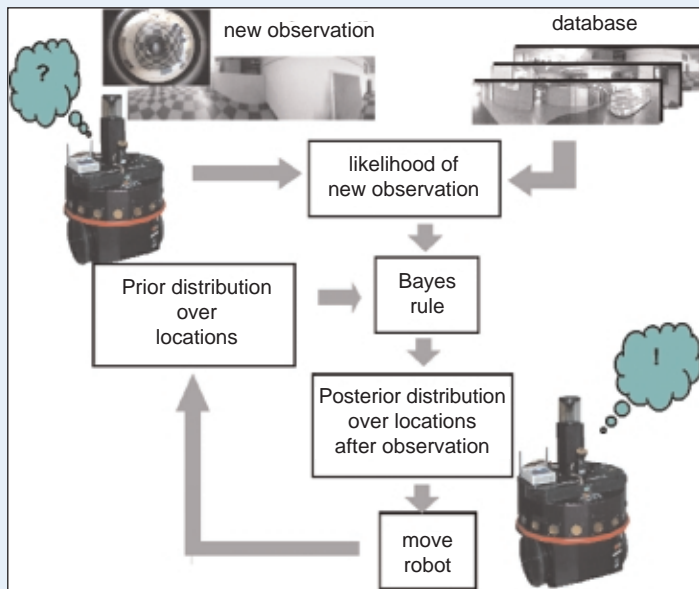 new observation
database
?
likelihood of
new observation
Prior distribution
over
locations
Bayes
rule
!
Posterior distribution
over locations
after observation
move
robot